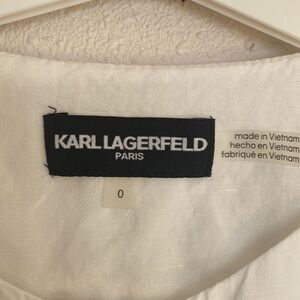 KARL LAGERFELD
PARIS
0
made in Vietnam
hecho en Vietnam
fabriqué en Vietnam